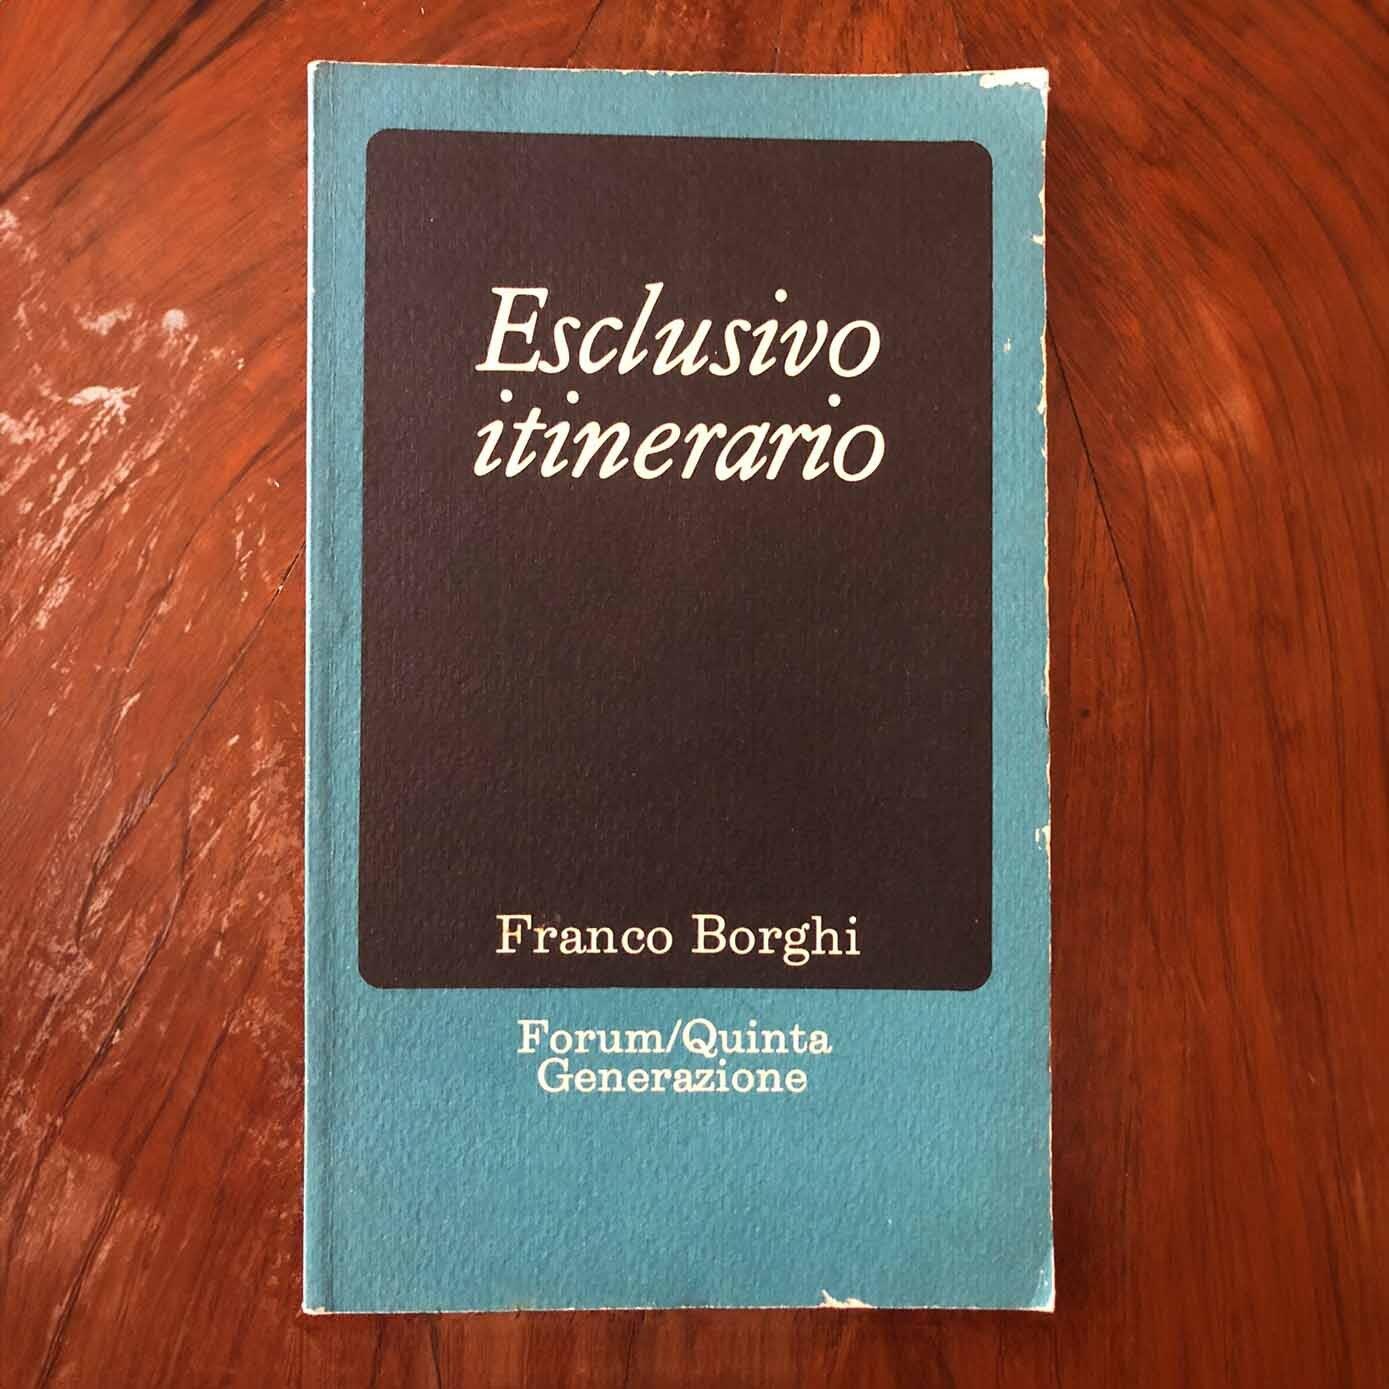 Esclusivo
itinerario
Franco Borghi
Forum/Quinta
Generazione